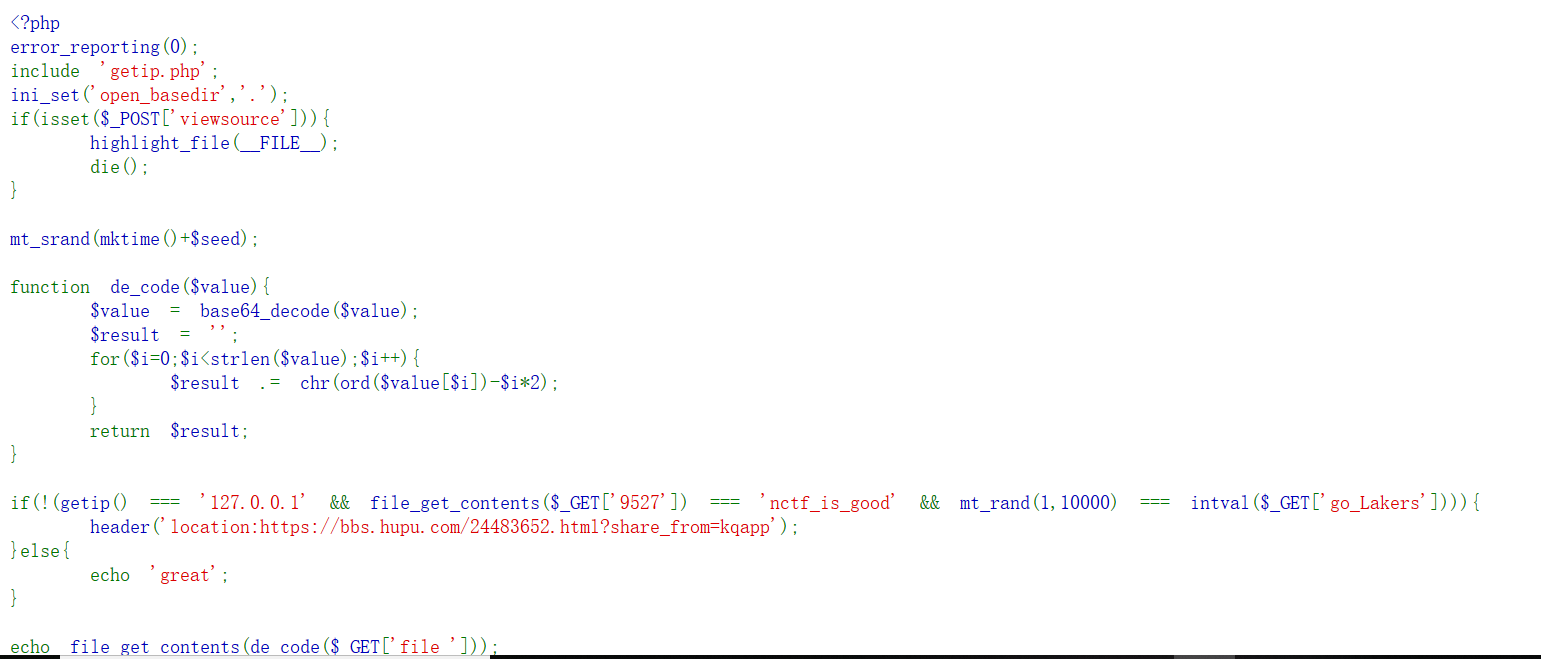 <?php
error_reporting(0);
include 'getip.php';
ini_set('open_basedir','.');
if(isset($_POST['viewsource'])){
highlight_file(__FILE__);
die();
}
mt_srand(mktime()+$seed);
function de_code($value){
$value = base64_decode($value);
$result = '';
for($i=0;$i<strlen($value);$i++){
$result .= chr(ord($value[$i])-$i*2);
}
return $result;
}
if(!(getip() === '127.0.0.1' && file_get_contents($_GET['9527']) === 'nctf_is_good' && mt_rand(1,10000) === intval($_GET['go_Lakers']))){
header('location:https://bbs.hupu.com/24483652.html?share_from=kqapp');
}else{
echo 'great';
}
echo file_get_contents(de_code($_GET['file_']));